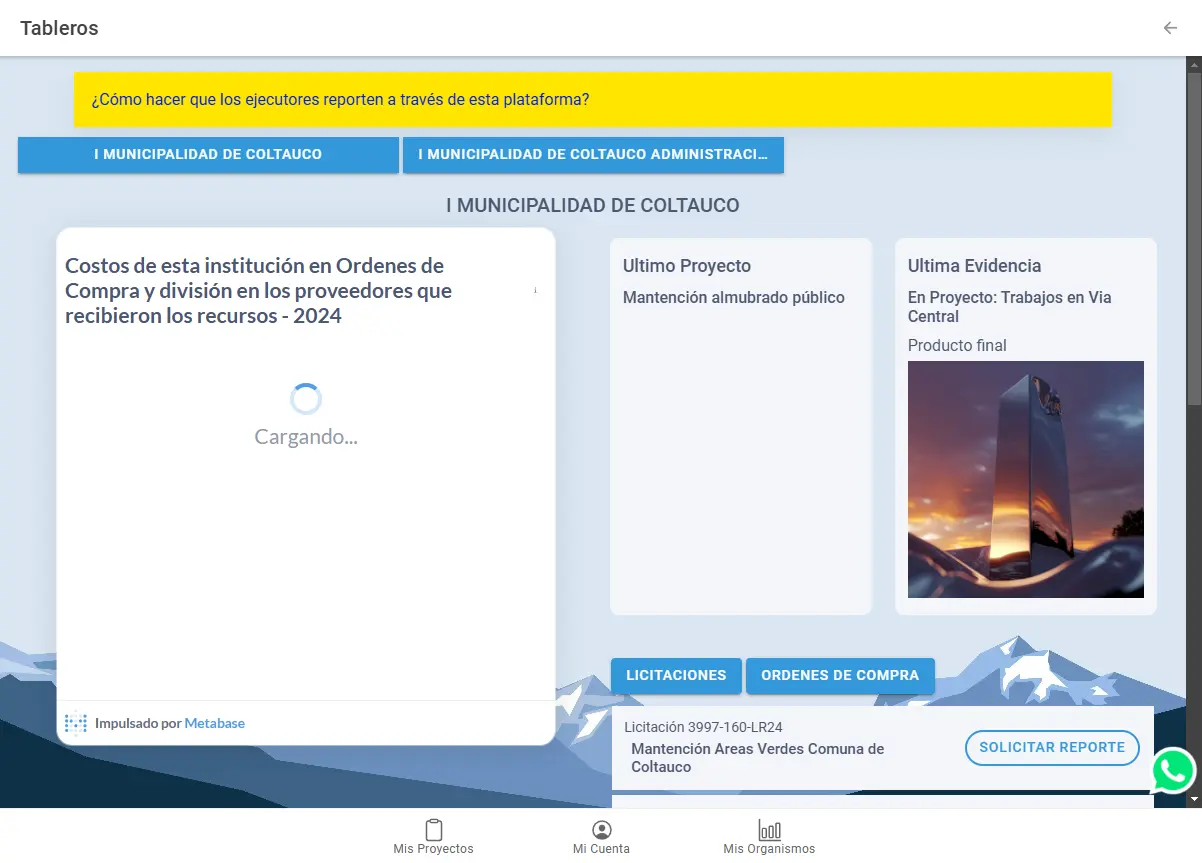 Tableros
¿Cómo hacer que los ejecutores reporten a través de esta plataforma?
I MUNICIPALIDAD DE COLTAUCO
I MUNICIPALIDAD DE COLTAUCO ADMINISTRACI...
I MUNICIPALIDAD DE COLTAUCO
Costos de esta institución en Ordenes de
Compra y división en los proveedores que
recibieron los recursos - 2024
Cargando...
Impulsado por Metabase
Ultimo Proyecto
Mantención almubrado público
Ultima Evidencia
En Proyecto: Trabajos en Via
Central
Producto final
LICITACIONES
ORDENES DE COMPRA
Licitación 3997-160-LR24
Mantención Areas Verdes Comuna de
Coltauco
SOLICITAR REPORTE
Mis Proyectos
Mi Cuenta
Mis Organismos